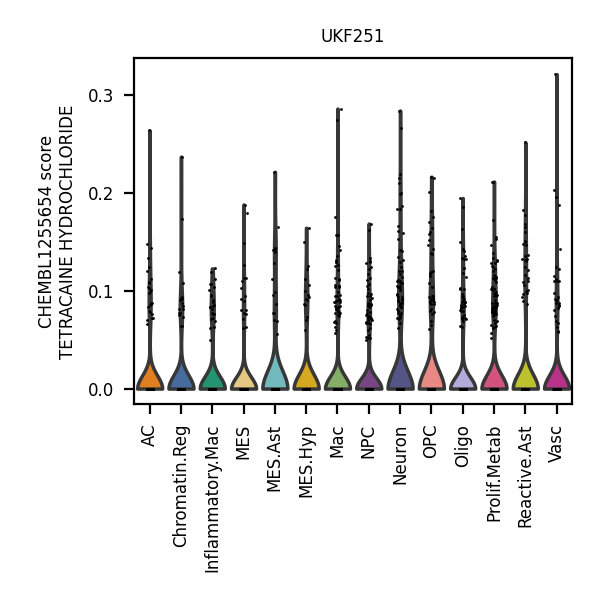 UKF251
CHEMBL1255654 score
TETRACAINE HYDROCHLORIDE
0.3
0.2
0.1
0.0
AC
Chromatin.Reg
Inflammatory.Mac
MES
MES.Ast
MES.Hyp
Mac
NPC
Neuron
OPC
Oligo
Prolif.Metab
Reactive.Ast
Vasc